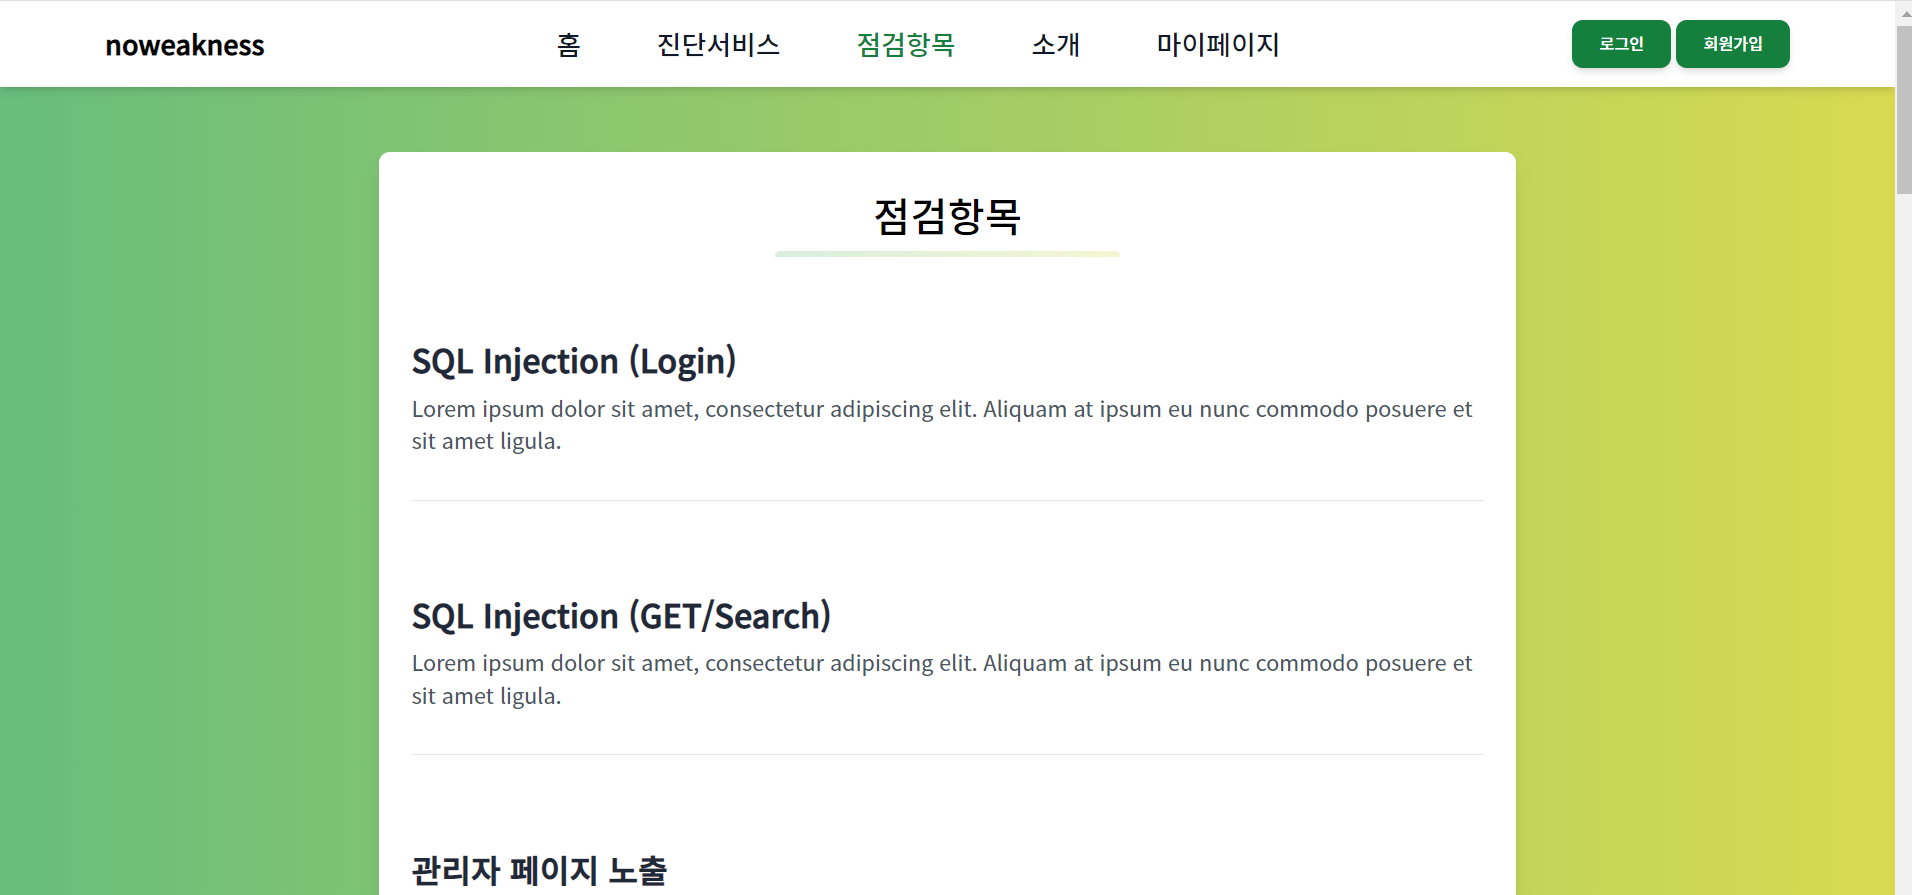 noweakness
홈 진단서비스 점검항목 소개 마이페이지
로그인 회원가입
점검항목
SQL Injection (Login)
Lorem ipsum dolor sit amet, consectetur adipiscing elit. Aliquam at ipsum eu nunc commodo posuere et
sit amet ligula.
SQL Injection (GET/Search)
Lorem ipsum dolor sit amet, consectetur adipiscing elit. Aliquam at ipsum eu nunc commodo posuere et
sit amet ligula.
관리자 페이지 노출